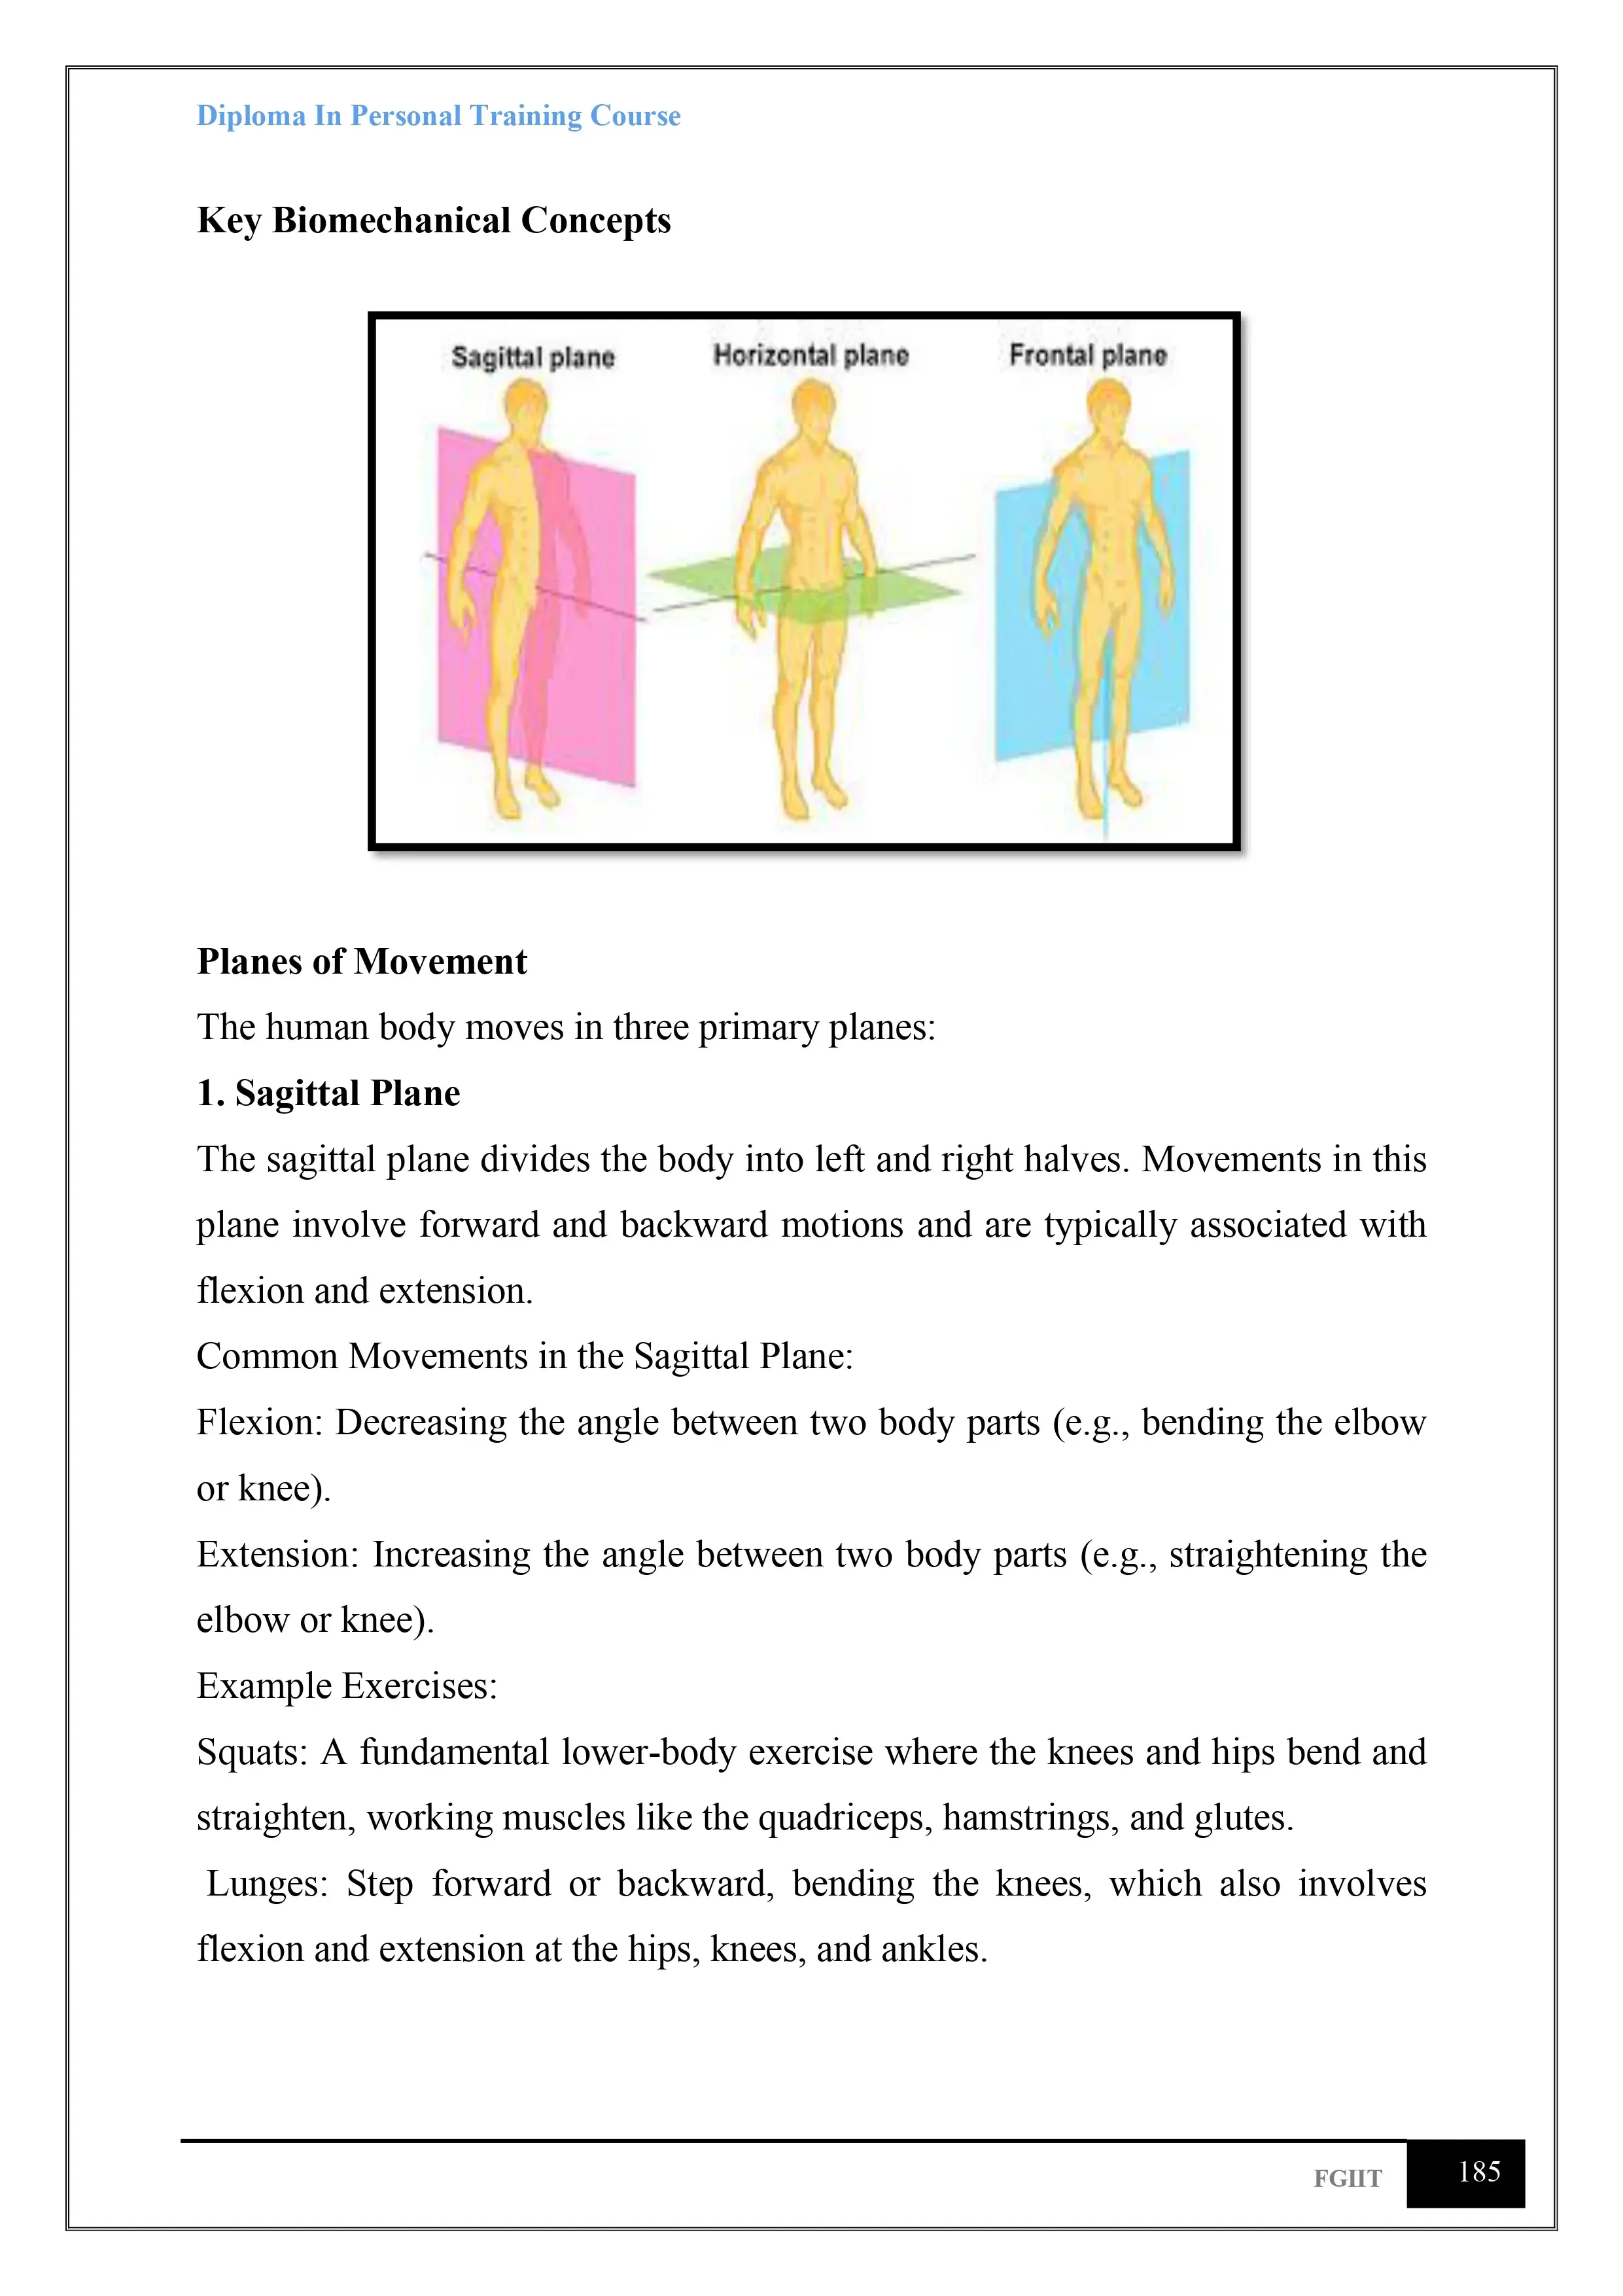 Diploma In Personal Training Course
Key Biomechanical Concepts
Sagittal plane
Horizontal plane
Frontal plane
Planes of Movement
The human body moves in three primary planes:
1. Sagittal Plane
The sagittal plane divides the body into left and right halves. Movements in this
plane involve forward and backward motions and are typically associated with
flexion and extension.
Common Movements in the Sagittal Plane:
Flexion: Decreasing the angle between two body parts (e.g., bending the elbow
or knee).
Extension: Increasing the angle between two body parts (e.g., straightening the
elbow or knee).
Example Exercises:
Squats: A fundamental lower-body exercise where the knees and hips bend and
straighten, working muscles like the quadriceps, hamstrings, and glutes.
Lunges: Step forward or backward, bending the knees, which also involves
flexion and extension at the hips, knees, and ankles.
FGIIT
185